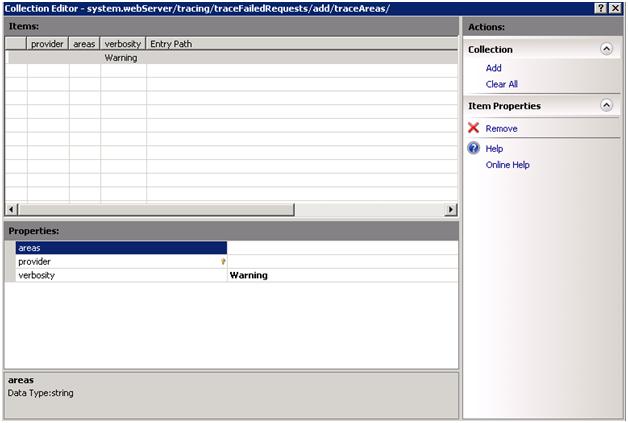 Collection Editor - system.webServer/tracing/traceFailedRequests/add/traceAreas/
Items:
provider areas verbosity Entry Path
Warning
Properties:
areas
provider
verbosity Warning
areas
Data Type:string
Actions:
Collection
Add
Clear All
Item Properties
Remove
Help
Online Help